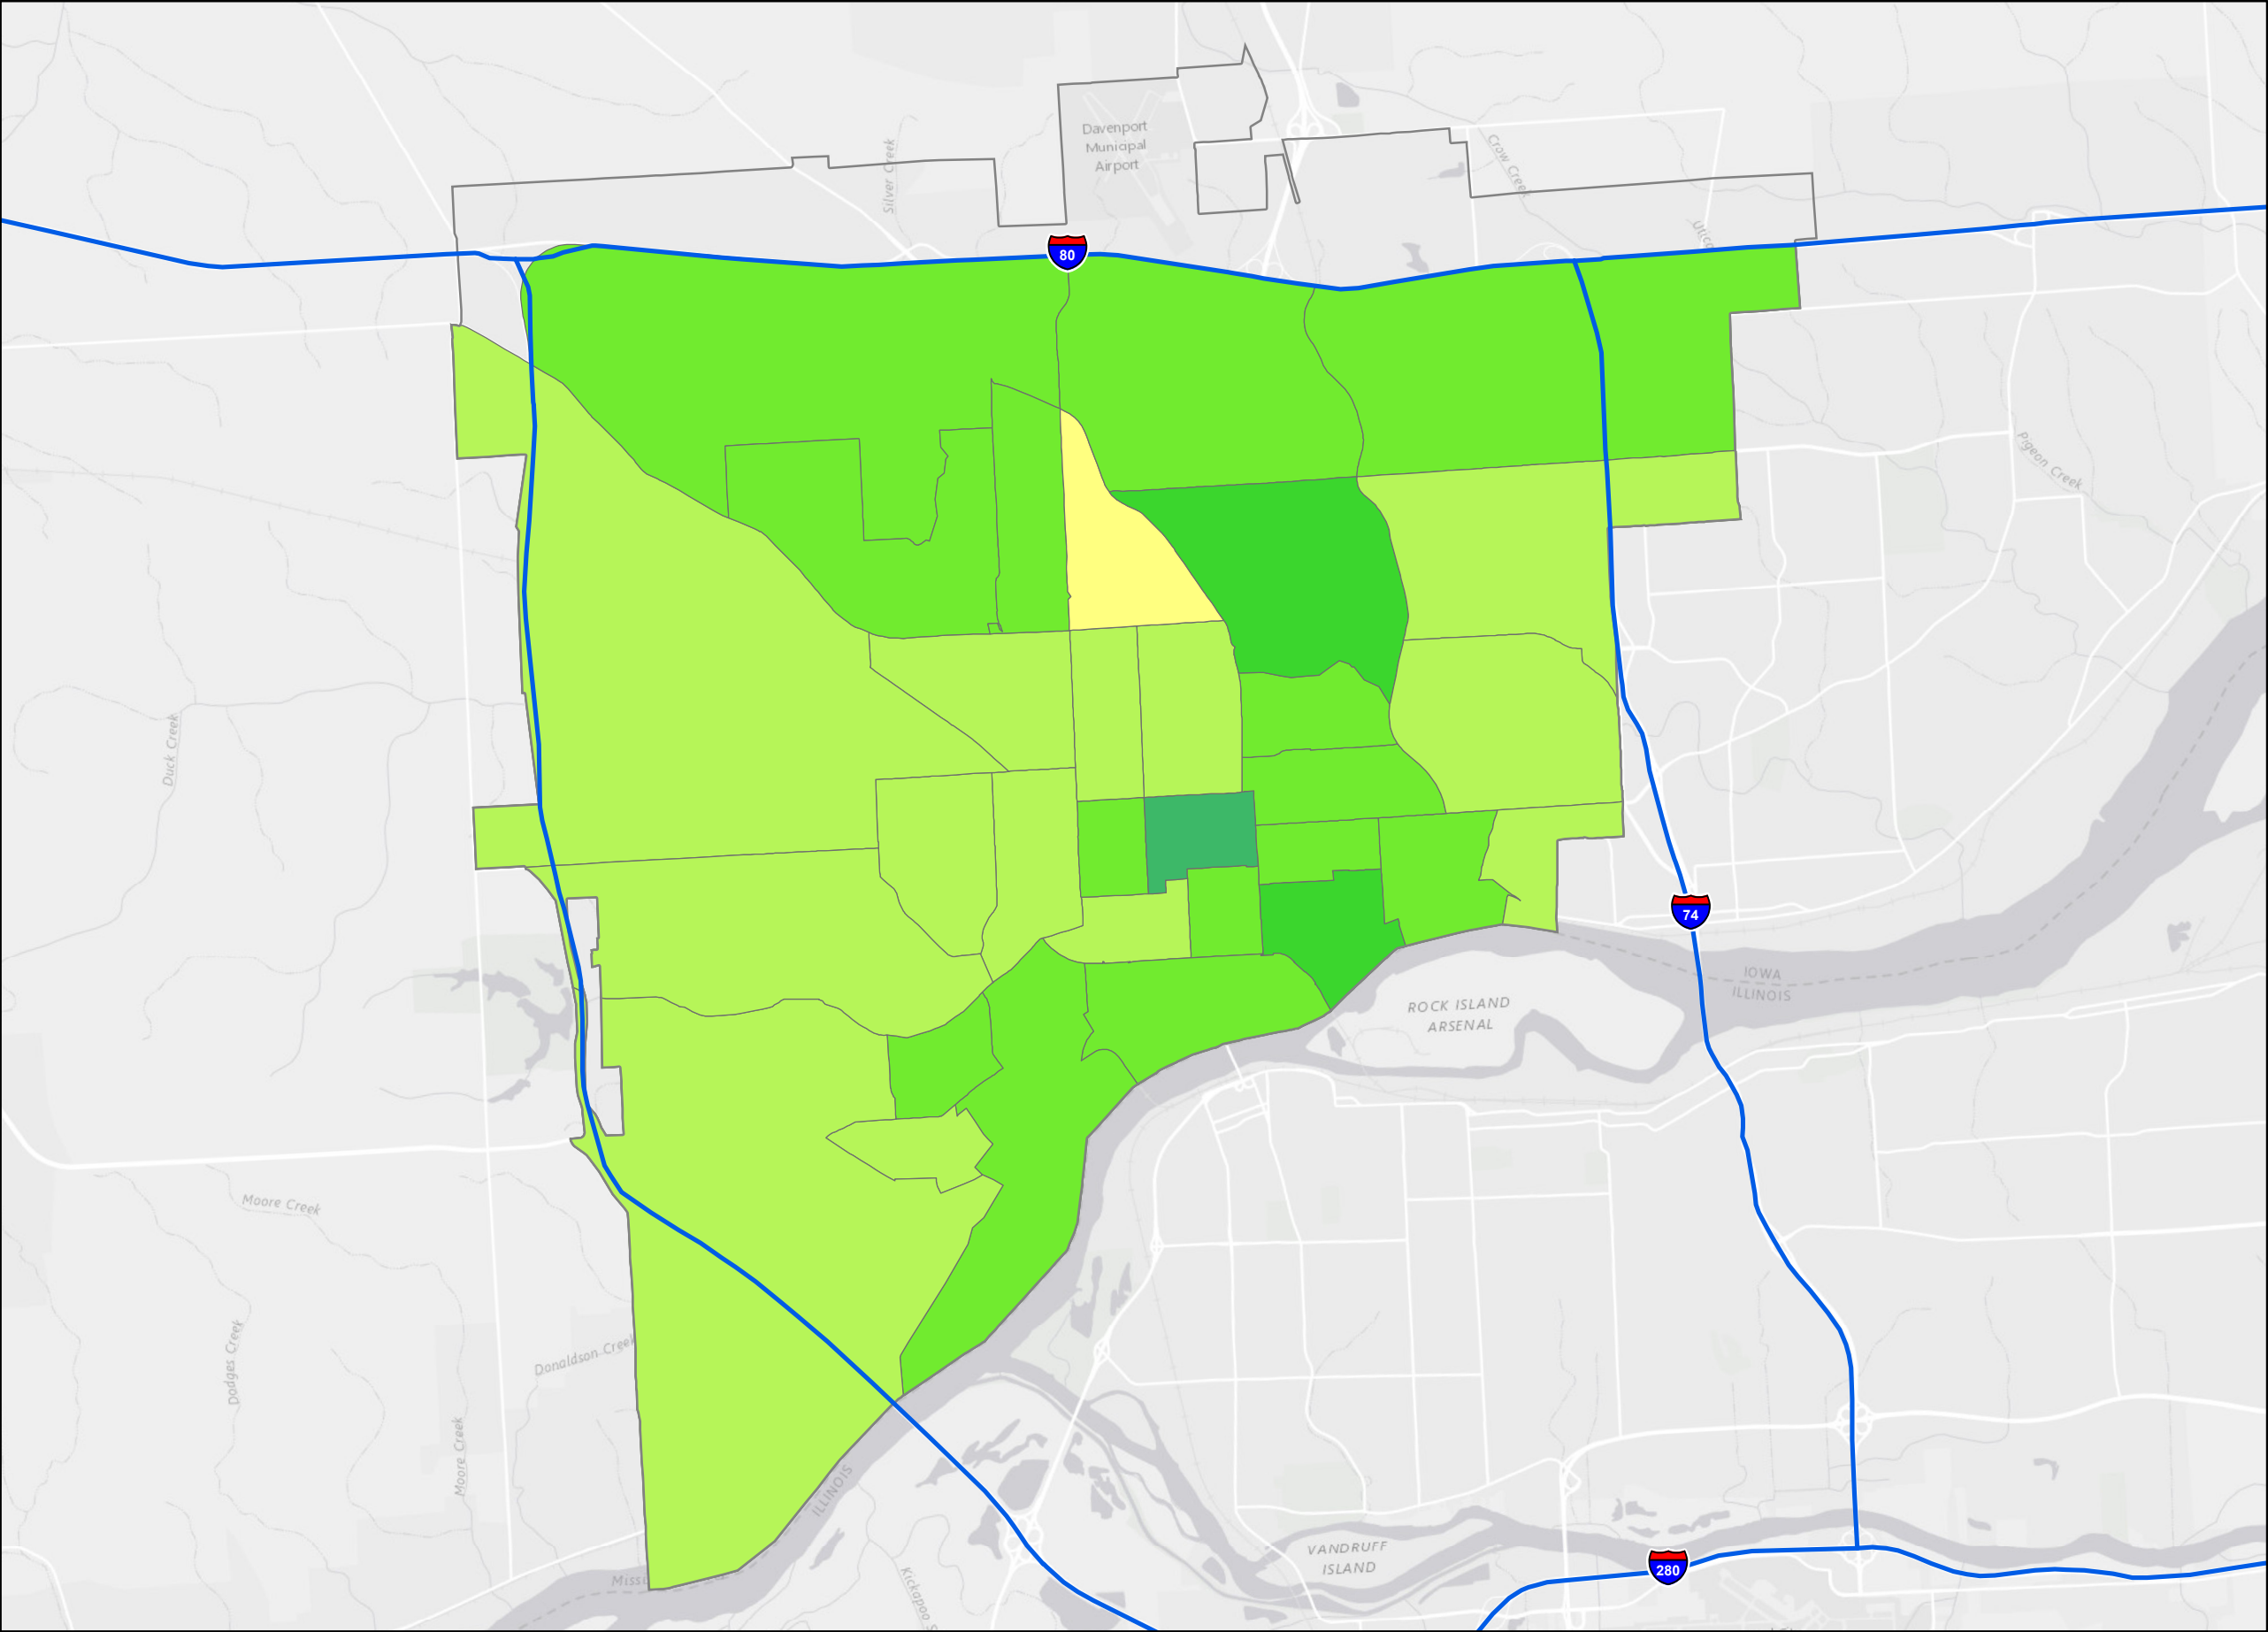 Davenport
Municipal
Airport
Silver Creek
Crow Creek
80
Pigeon Creek
Duck Creek
74
IOWA
ILLINOIS
ROCK ISLAND
ARSENAL
Moore Creek
Dodges Creek
Donaldson Creek
Moore Creek
ILLINOIS
VANDRUFF
ISLAND
280
Kickapoo